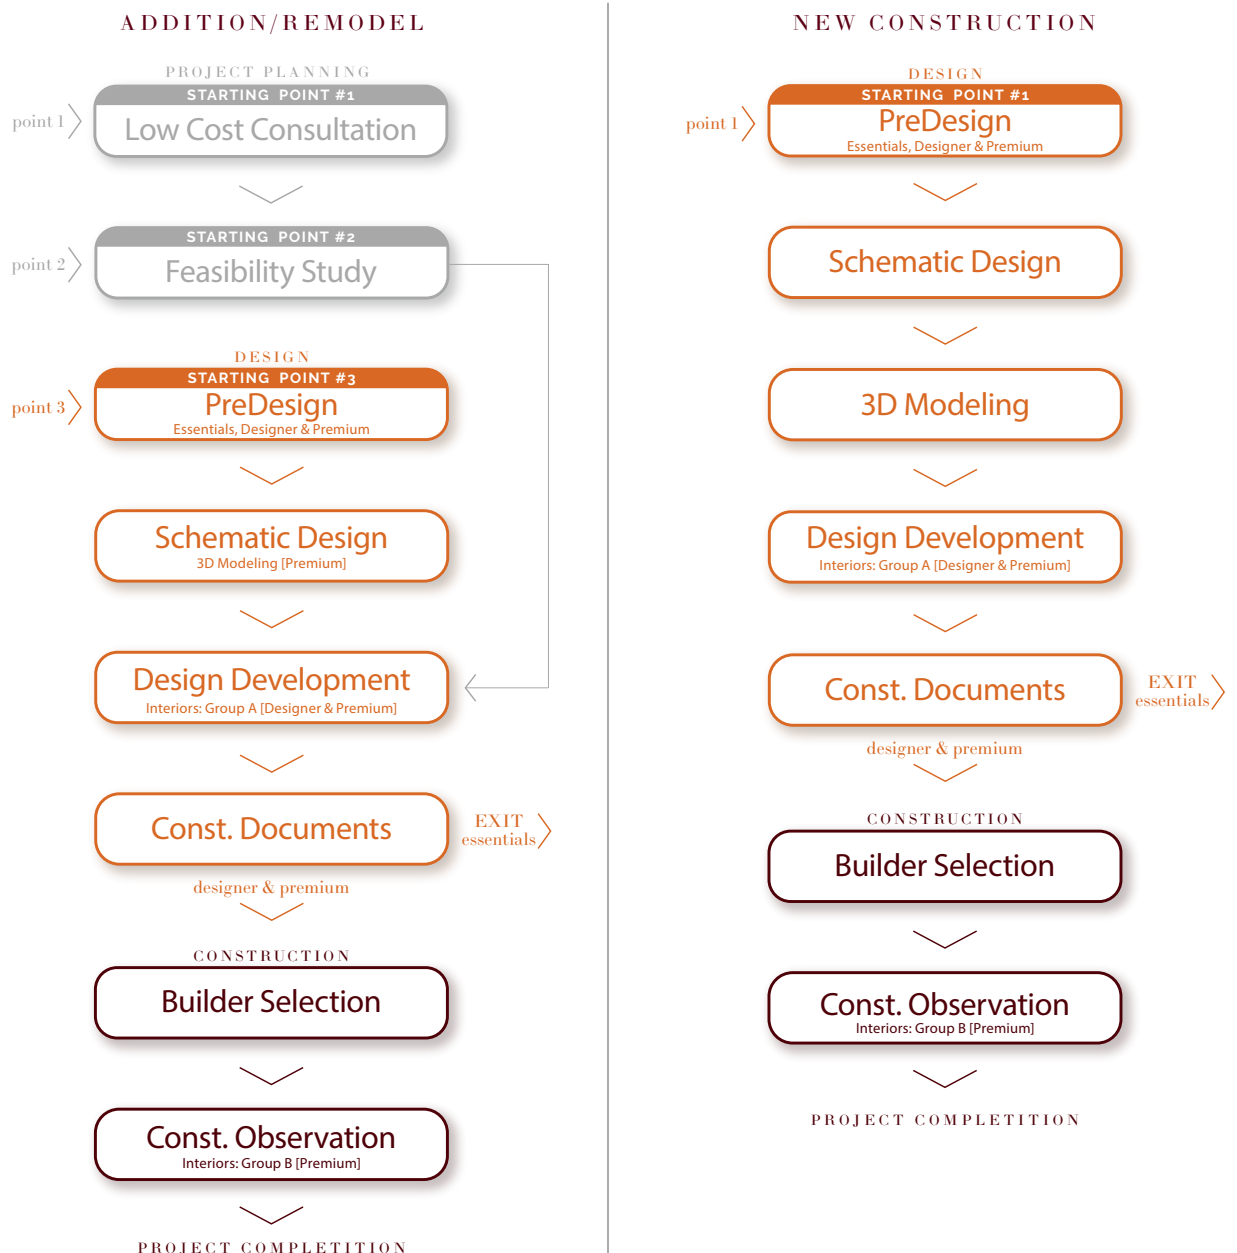 ADDITION/REMODEL
PROJECT PLANNING
STARTING POINT #1
point 1
Low Cost Consultation
STARTING POINT #2
point 2
Feasibility Study
DESIGN
STARTING POINT #3
point 3
PreDesign
Essentials, Designer & Premium
Schematic Design
3D Modeling [Premium]
Design Development
Interiors: Group A [Designer & Premium]
Const. Documents
EXIT
essentials
designer & premium
CONSTRUCTION
Builder Selection
Const. Observation
Interiors: Group B [Premium]
PROJECT COMPLETITION
NEW CONSTRUCTION
DESIGN
STARTING POINT #1
point 1
PreDesign
Essentials, Designer & Premium
Schematic Design
3D Modeling
Design Development
Interiors: Group A [Designer & Premium]
Const. Documents
EXIT
essentials
designer & premium
CONSTRUCTION
Builder Selection
Const. Observation
Interiors: Group B [Premium]
PROJECT COMPLETITION